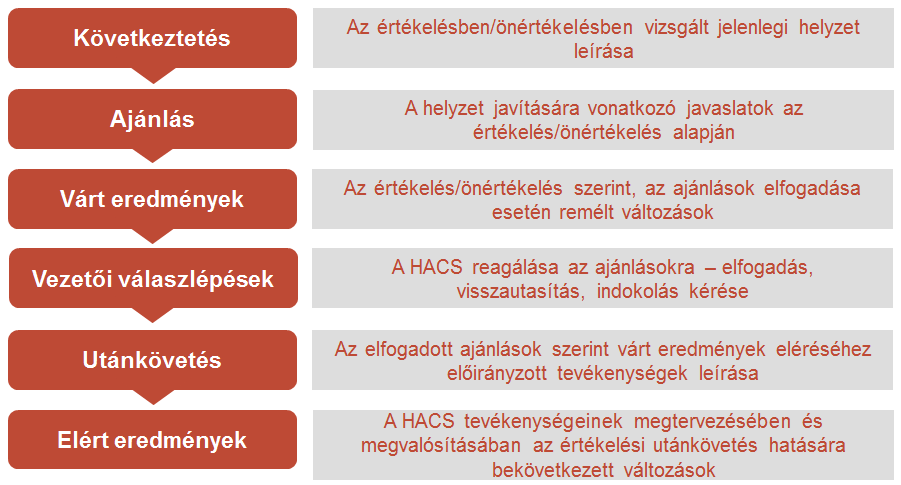 Következtetés
Az értékelésben/önértékelésben vizsgált jelenlegi helyzet
leírása
Ajánlás
A helyzet javítására vonatkozó javaslatok az
értékelés/önértékelés alapján
Várt eredmények
Az értékelés/önértékelés szerint, az ajánlások elfogadása
esetén remélt változások
Vezetői válaszlépések
A HACS reagálása az ajánlásokra – elfogadás,
visszautasítás, indokolás kérése
Utánkövetés
Az elfogadott ajánlások szerint várt eredmények eléréséhez
előirányzott tevékenységek leírása
Elért eredmények
A HACS tevékenységeinek megtervezésében és
megvalósításában az értékelési utánkövetés hatására
bekövetkezett változások